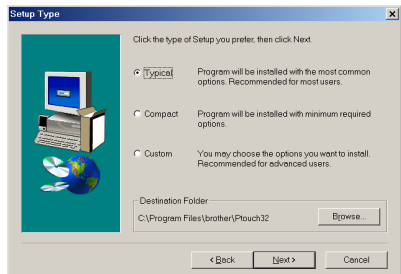 Setup Type
Click the type of Setup you prefer, then click Next.
Typical
Program will be installed with the most common
options. Recommended for most users.
Compact
Program will be installed with minimum required
options.
Custom
You may choose the options you want to install.
Recommended for advanced users.
Destination Folder
C:\Program Files\brother\Ptouch32
Browse...
< Back
Next >
Cancel